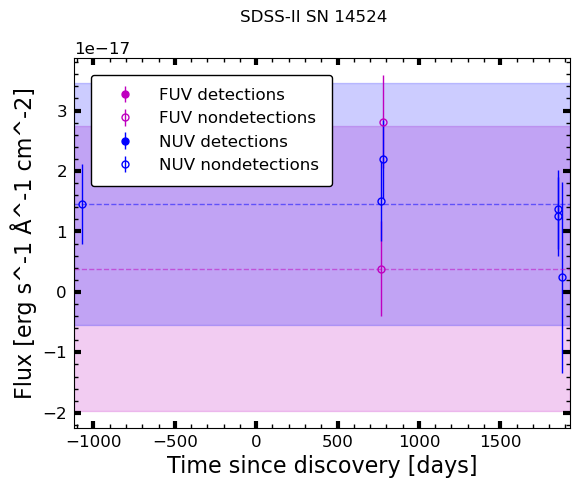 SDSS-II SN 14524
1e−17
FUV detections
FUV nondetections
NUV detections
NUV nondetections
3
2
1
0
−1
−2
Flux [erg s^-1 Å^-1 cm^-2]
−1000 −500 0 500 1000 1500
Time since discovery [days]